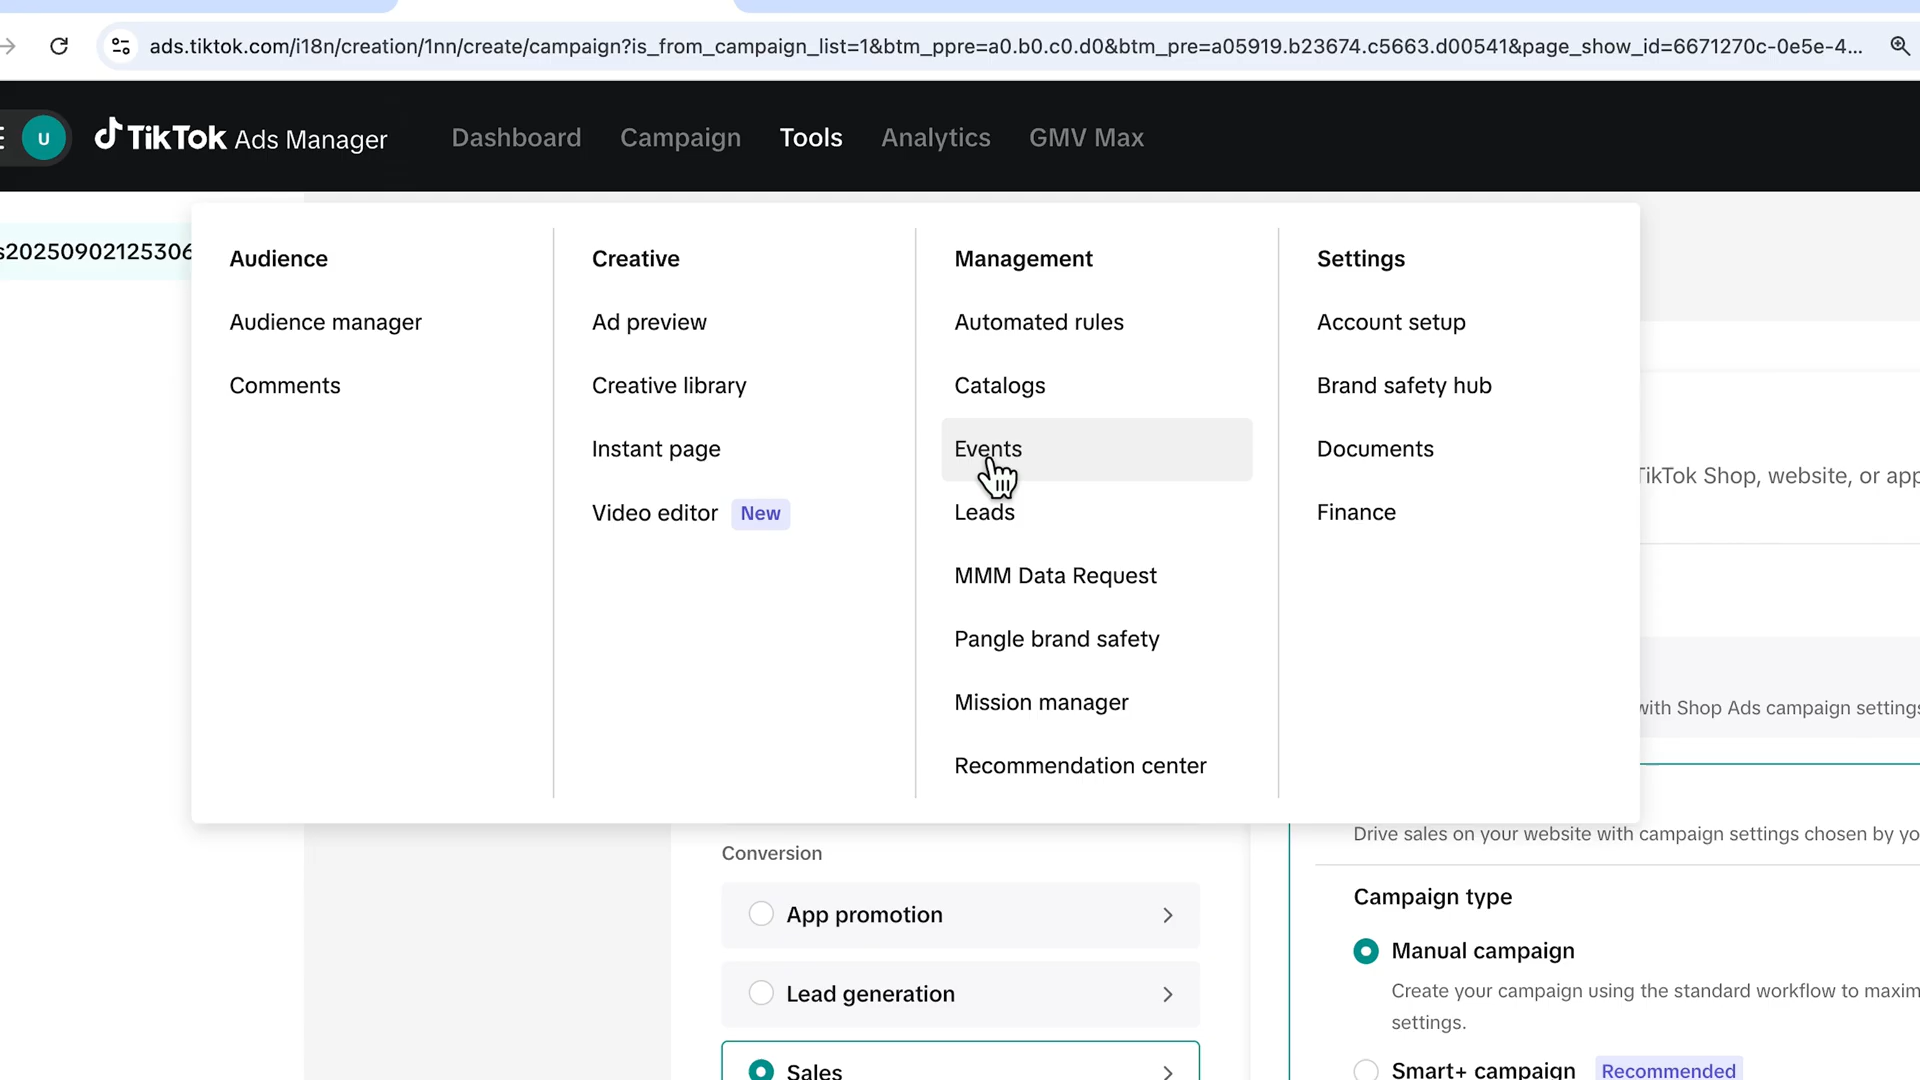 ads.tiktok.com/i18n/creation/1nn/create/campaign?is_from_campaign_list=1&btm_ppre=a0.b0.c0.d0&btm_pre=a05919.b23674.c5663.d00541&page_show_id=6671270c-0e5e-4...
U
TikTok Ads Manager
Dashboard
Campaign
Tools
Analytics
GMV Max
s20250902125306
Audience
Audience manager
Comments
Creative
Ad preview
Creative library
Instant page
Video editor New
Management
Automated rules
Catalogs
Events
Leads
MMM Data Request
Pangle brand safety
Mission manager
Recommendation center
Settings
Account setup
Brand safety hub
Documents
Finance
TikTok Shop, website, or app
with Shop Ads campaign settings
Conversion
App promotion
Lead generation
Sales
Drive sales on your website with campaign settings chosen by yo
Campaign type
Manual campaign
Create your campaign using the standard workflow to maxim
settings.
Smart+ campaign Recommended